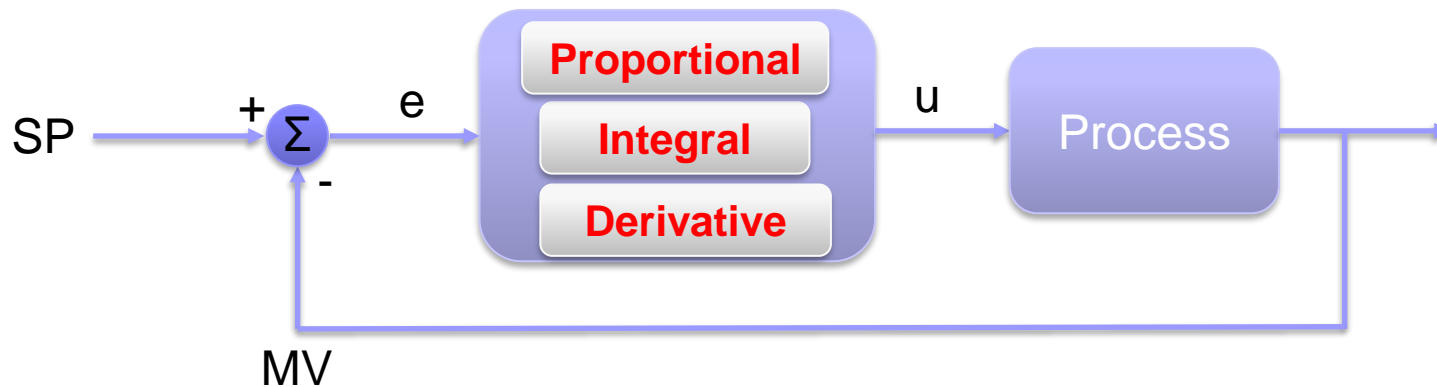 SP
+
Σ
-
e
Proportional
Integral
Derivative
u
Process
MV